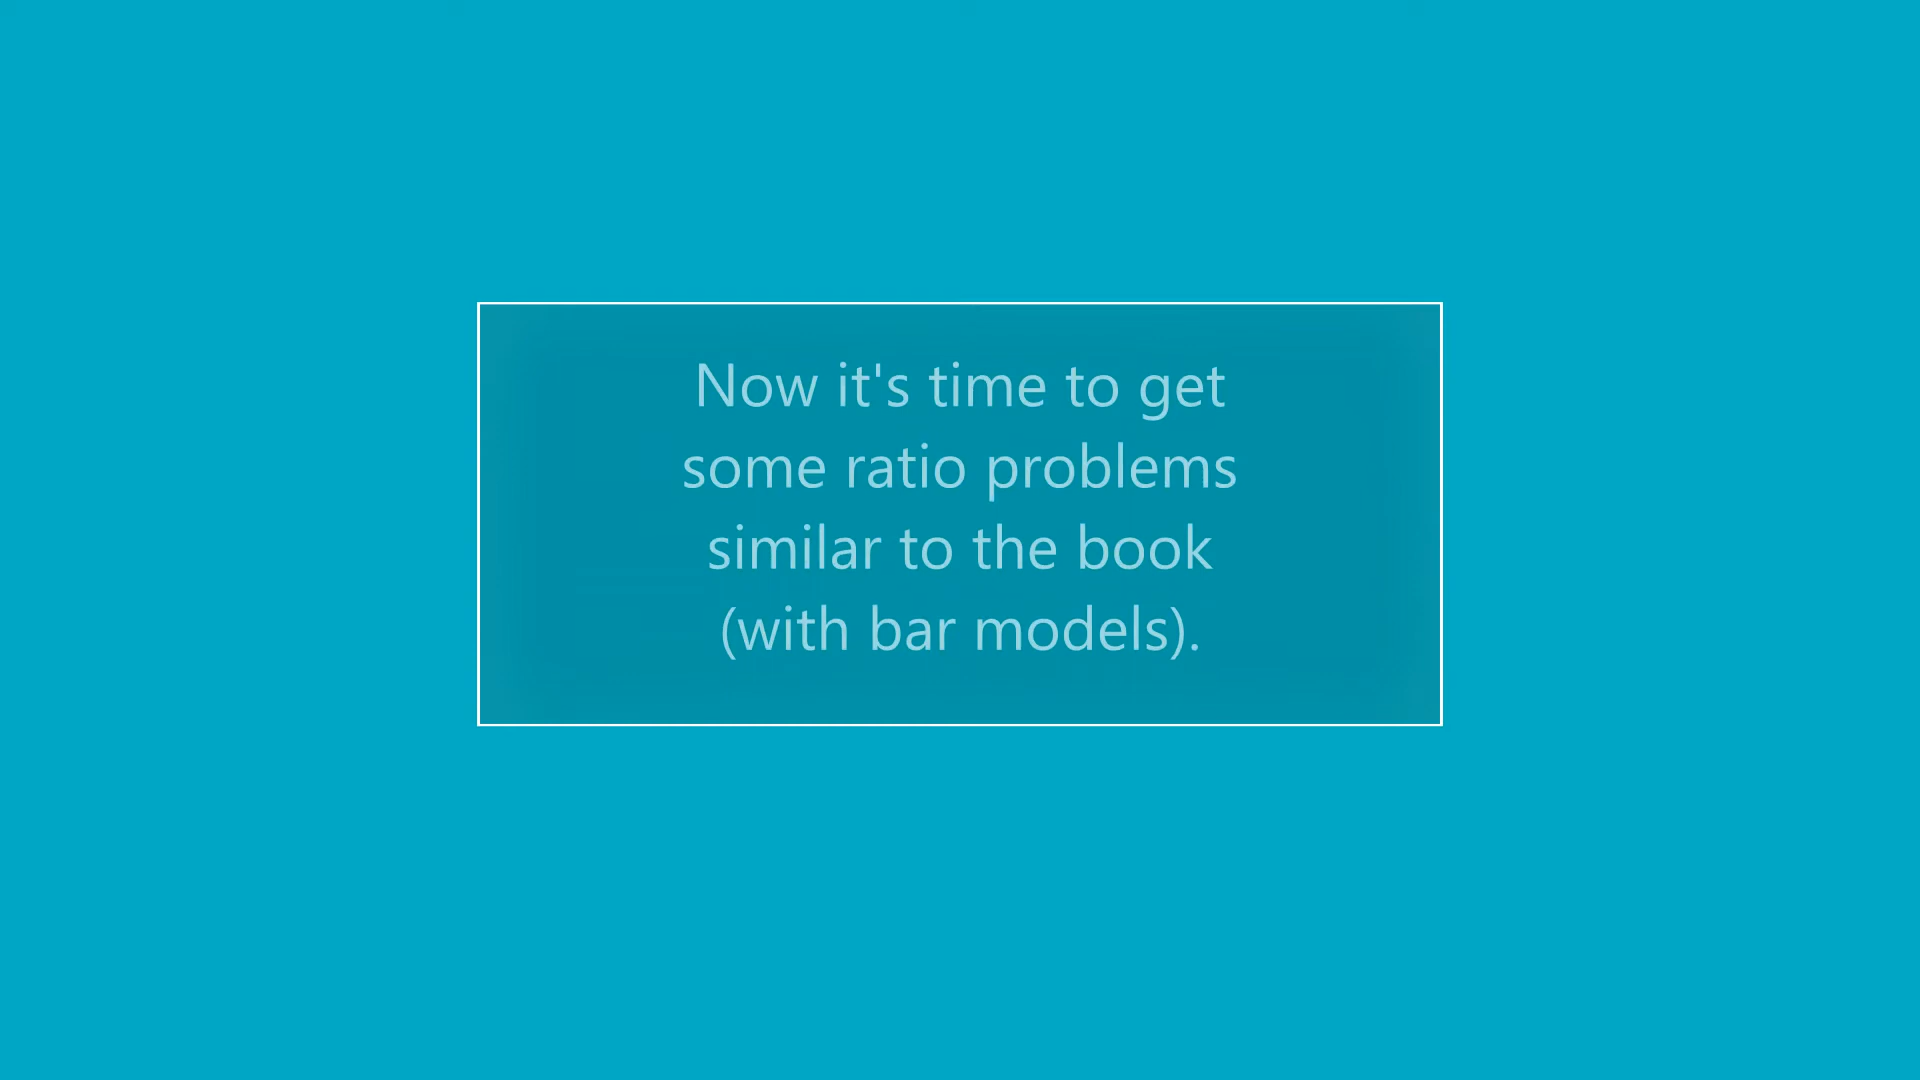 Now it's time to get
some ratio problems
similar to the book
(with bar models).